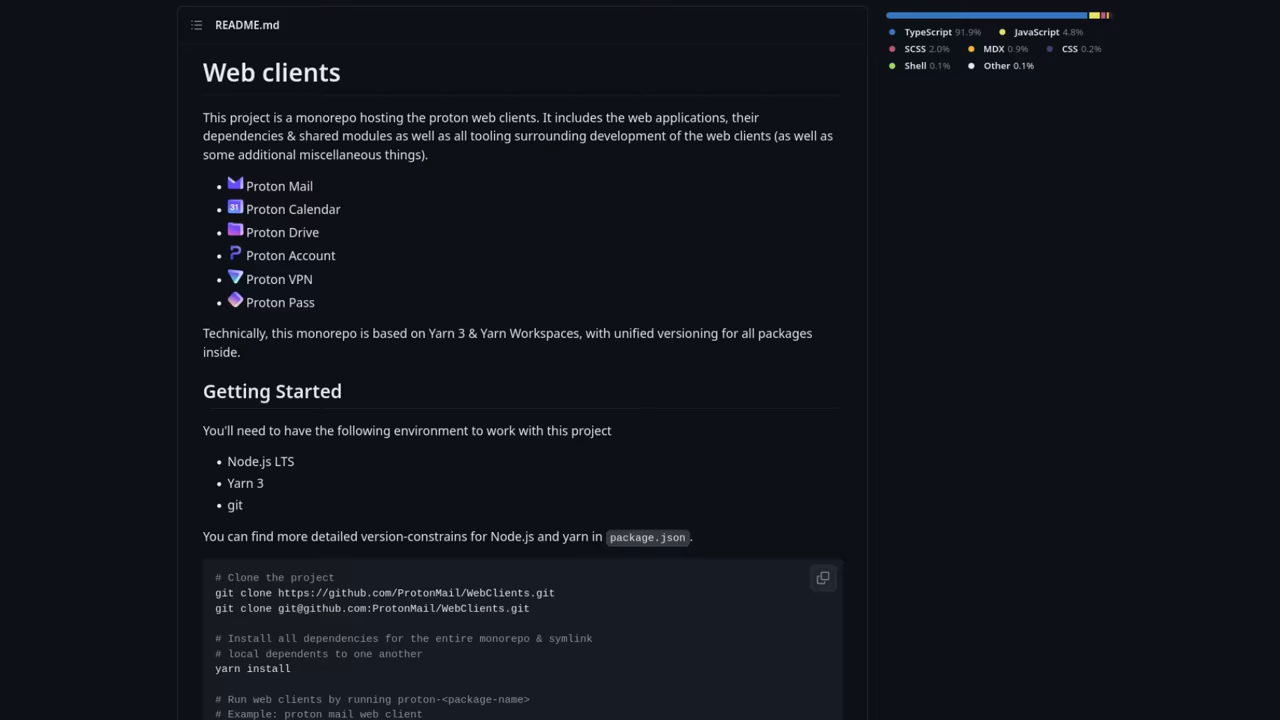 README.md
Web clients
This project is a monorepo hosting the proton web clients. It includes the web applications, their
dependencies & shared modules as well as all tooling surrounding development of the web clients (as well as
some additional miscellaneous things).
• Proton Mail
• 31 Proton Calendar
• Proton Drive
• Proton Account
• Proton VPN
• Proton Pass
Technically, this monorepo is based on Yarn 3 & Yarn Workspaces, with unified versioning for all packages
inside.
Getting Started
You'll need to have the following environment to work with this project
• Node.js LTS
• Yarn 3
• git
You can find more detailed version-constrains for Node.js and yarn in package.json.
# Clone the project
git clone https://github.com/ProtonMail/WebClients.git
git clone git@github.com:ProtonMail/WebClients.git
# Install all dependencies for the entire monorepo & symlink
# local dependents to one another
yarn install
# Run web clients by running proton-<package-name>
# Example: proton mail web client
TypeScript 91.9% JavaScript 4.8%
SCSS 2.0% MDX 0.9% CSS 0.2%
Shell 0.1% Other 0.1%